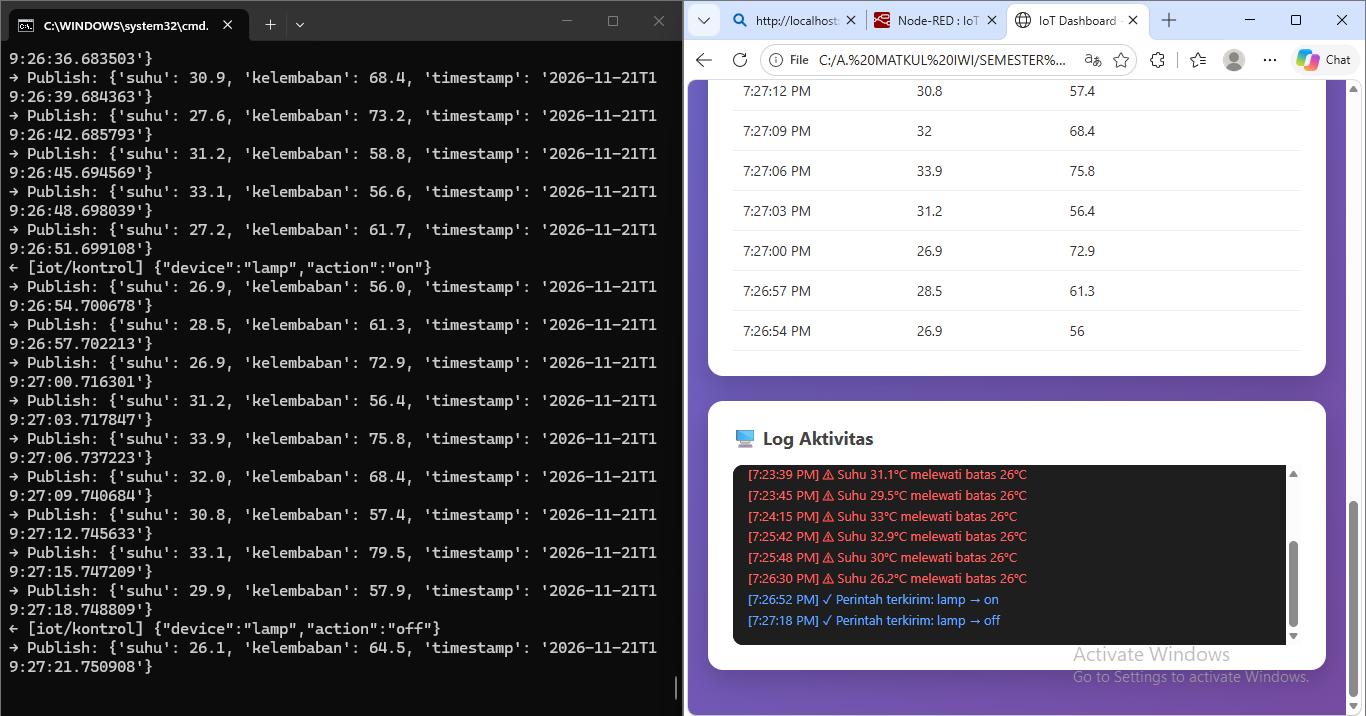 C:\WINDOWS\system32\cmd.
9:26:36.683503'}
→ Publish: {'suhu': 30.9, 'kelembaban': 68.4, 'timestamp': '2026-11-21T1
9:26:39.684363'}
→ Publish: {'suhu': 27.6, 'kelembaban': 73.2, 'timestamp': '2026-11-21T1
9:26:42.685793'}
→ Publish: {'suhu': 31.2, 'kelembaban': 58.8, 'timestamp': '2026-11-21T1
9:26:45.694569'}
→ Publish: {'suhu': 33.1, 'kelembaban': 56.6, 'timestamp': '2026-11-21T1
9:26:48.698039'}
→ Publish: {'suhu': 27.2, 'kelembaban': 61.7, 'timestamp': '2026-11-21T1
9:26:51.699108'}
← [iot/kontrol] {"device":"lamp","action":"on"}
→ Publish: {'suhu': 26.9, 'kelembaban': 56.0, 'timestamp': '2026-11-21T1
9:26:54.700678'}
→ Publish: {'suhu': 28.5, 'kelembaban': 61.3, 'timestamp': '2026-11-21T1
9:26:57.702213'}
→ Publish: {'suhu': 26.9, 'kelembaban': 72.9, 'timestamp': '2026-11-21T1
9:27:00.716301'}
→ Publish: {'suhu': 31.2, 'kelembaban': 56.4, 'timestamp': '2026-11-21T1
9:27:03.717847'}
→ Publish: {'suhu': 33.9, 'kelembaban': 75.8, 'timestamp': '2026-11-21T1
9:27:06.737223'}
→ Publish: {'suhu': 32.0, 'kelembaban': 68.4, 'timestamp': '2026-11-21T1
9:27:09.740684'}
→ Publish: {'suhu': 30.8, 'kelembaban': 57.4, 'timestamp': '2026-11-21T1
9:27:12.745633'}
→ Publish: {'suhu': 33.1, 'kelembaban': 79.5, 'timestamp': '2026-11-21T1
9:27:15.747209'}
→ Publish: {'suhu': 29.9, 'kelembaban': 57.9, 'timestamp': '2026-11-21T1
9:27:18.748809'}
← [iot/kontrol] {"device":"lamp","action":"off"}
→ Publish: {'suhu': 26.1, 'kelembaban': 64.5, 'timestamp': '2026-11-21T1
9:27:21.750908'}
http://localhost: Node-RED : IoT IoT Dashboard
File C:/A.%20MATKUL%20IWI/SEMESTER%... Chat
7:27:12 PM 30.8 57.4
7:27:09 PM 32 68.4
7:27:06 PM 33.9 75.8
7:27:03 PM 31.2 56.4
7:27:00 PM 26.9 72.9
7:26:57 PM 28.5 61.3
7:26:54 PM 26.9 56
Log Aktivitas
[7:23:39 PM] ⚠ Suhu 31.1°C melewati batas 26°C
[7:23:45 PM] ⚠ Suhu 29.5°C melewati batas 26°C
[7:24:15 PM] ⚠ Suhu 33°C melewati batas 26°C
[7:25:42 PM] ⚠ Suhu 32.9°C melewati batas 26°C
[7:25:48 PM] ⚠ Suhu 30°C melewati batas 26°C
[7:26:30 PM] ⚠ Suhu 26.2°C melewati batas 26°C
[7:26:52 PM] ✓ Perintah terkirim: lamp → on
[7:27:18 PM] ✓ Perintah terkirim: lamp → off
Activate Windows
Go to Settings to activate Windows.